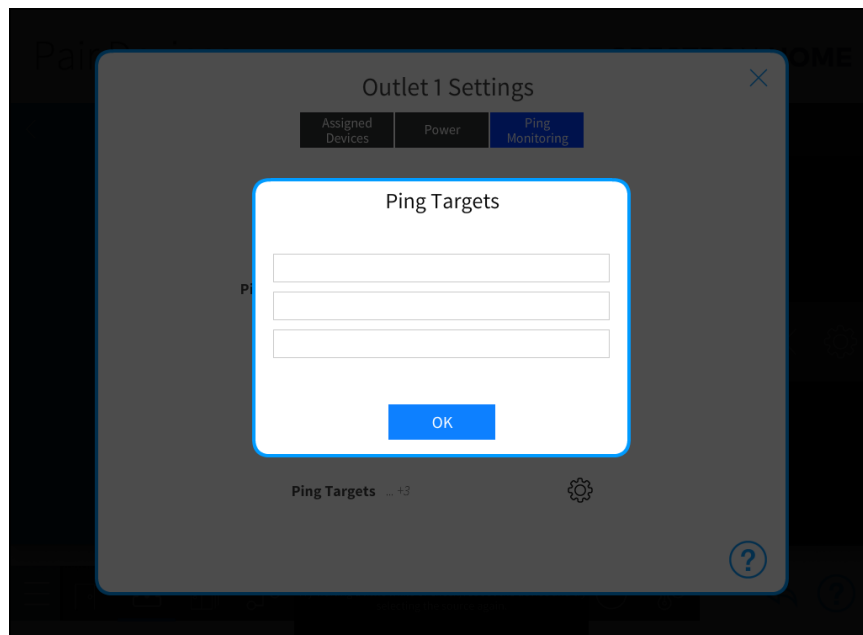 Outlet 1 Settings
Assigned
Devices
Power
Ping
Monitoring
Ping Targets
OK
Ping Targets ... +3
?